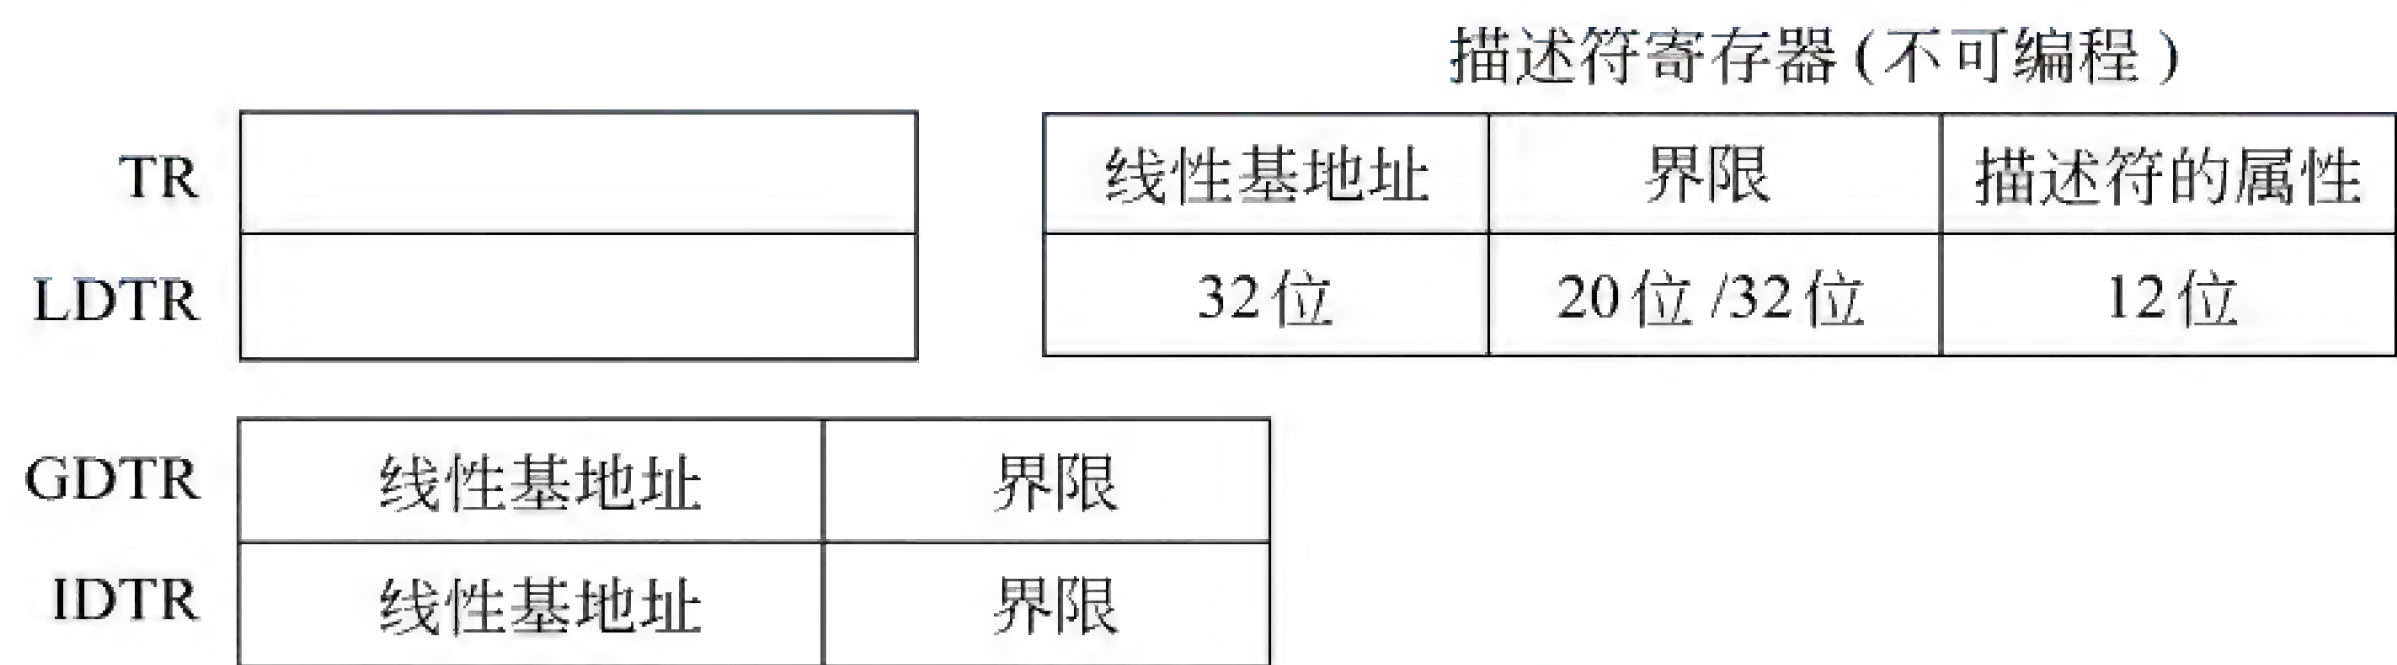 描述符寄存器(不可编程)
TR 线性基地址 界限 描述符的属性
LDTR 32位 20位/32位 12位
GDTR 线性基地址 界限
IDTR 线性基地址 界限